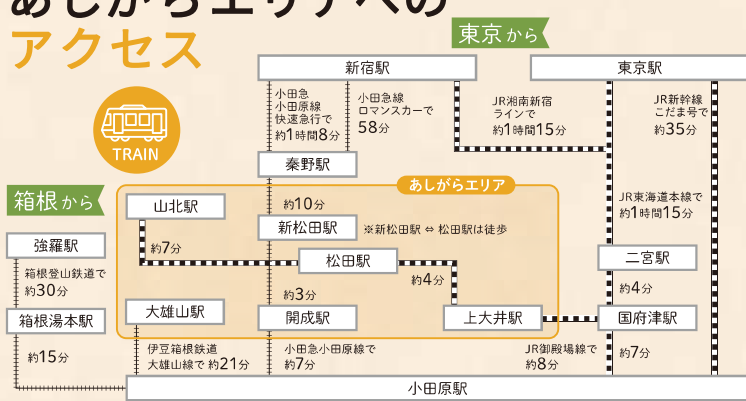 あしがらエリアへの
アクセス
TRAIN
東京から
新宿駅
東京駅
小田急
小田原線
快速急行で
約1時間8分
小田急線
ロマンスカーで
58分
JR湘南新宿
ラインで
約1時間15分
JR新幹線
こだま号で
約35分
秦野駅
あしがらエリア
箱根から
山北駅
約10分
JR東海道本線で
約1時間15分
新松田駅
※新松田駅 ⇔ 松田駅は徒歩
強羅駅
約7分
松田駅
二宮駅
箱根登山鉄道で
約30分
約4分
約3分
約4分
箱根湯本駅
大雄山駅
開成駅
上大井駅
国府津駅
約15分
伊豆箱根鉄道
大雄山線で 約21分
小田急小田原線で
約7分
JR御殿場線で
約8分
約7分
小田原駅